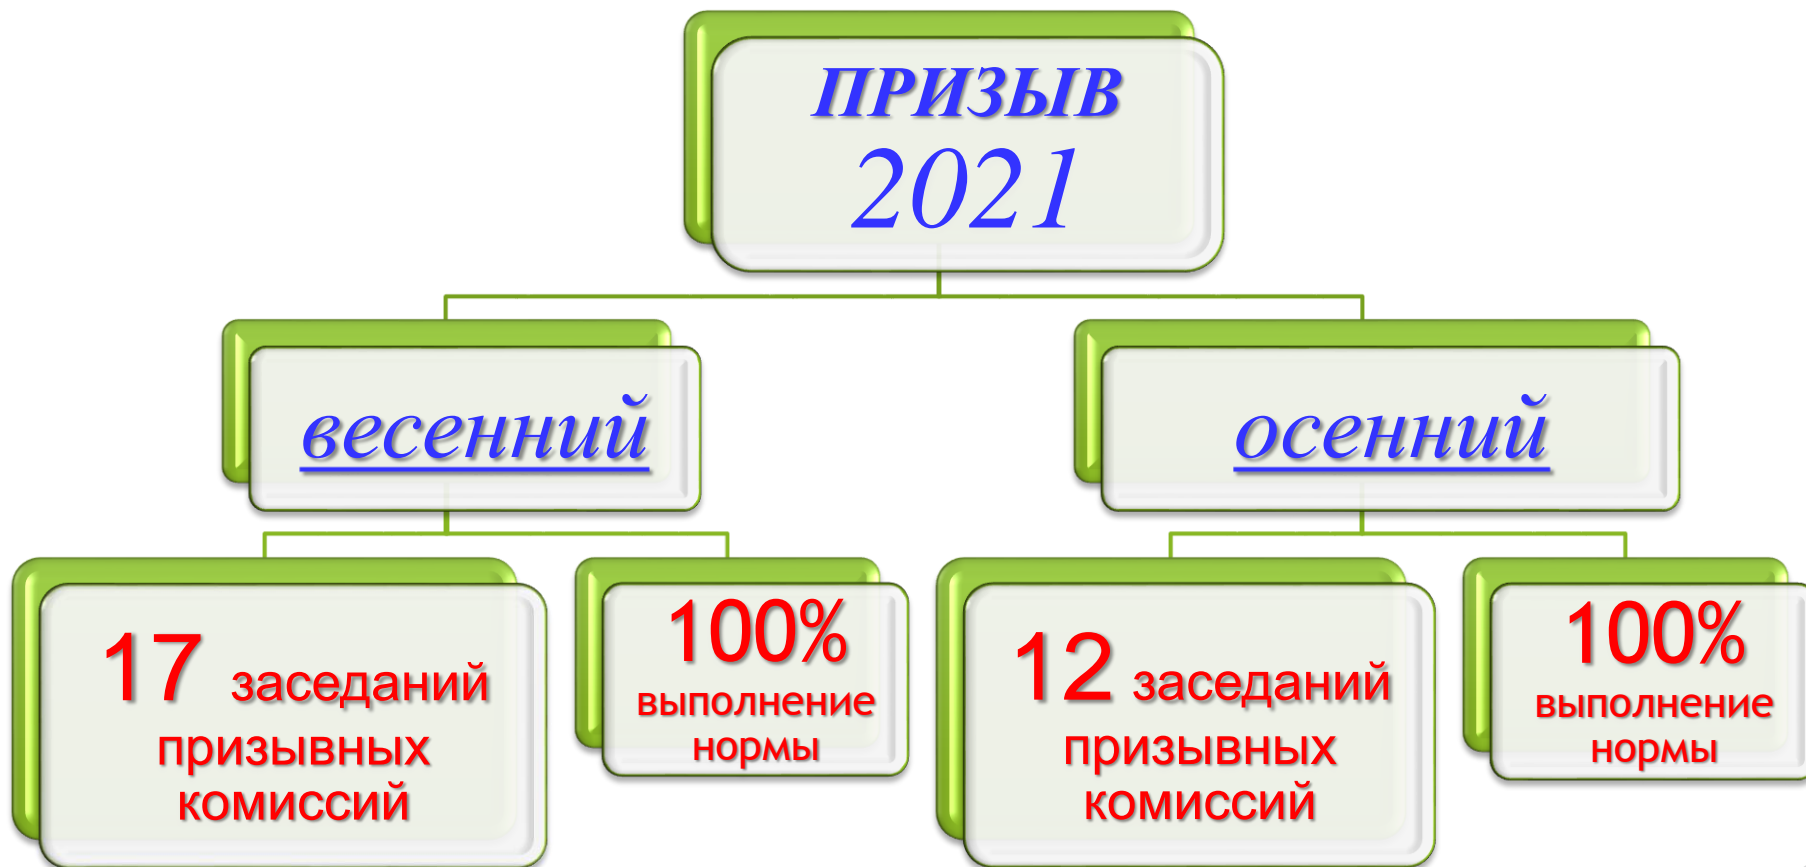 ПРИЗЫВ
2021
весенний
осенний
17 заседаний
призывных
комиссий
100%
выполнение
нормы
12 заседаний
призывных
комиссий
100%
выполнение
нормы